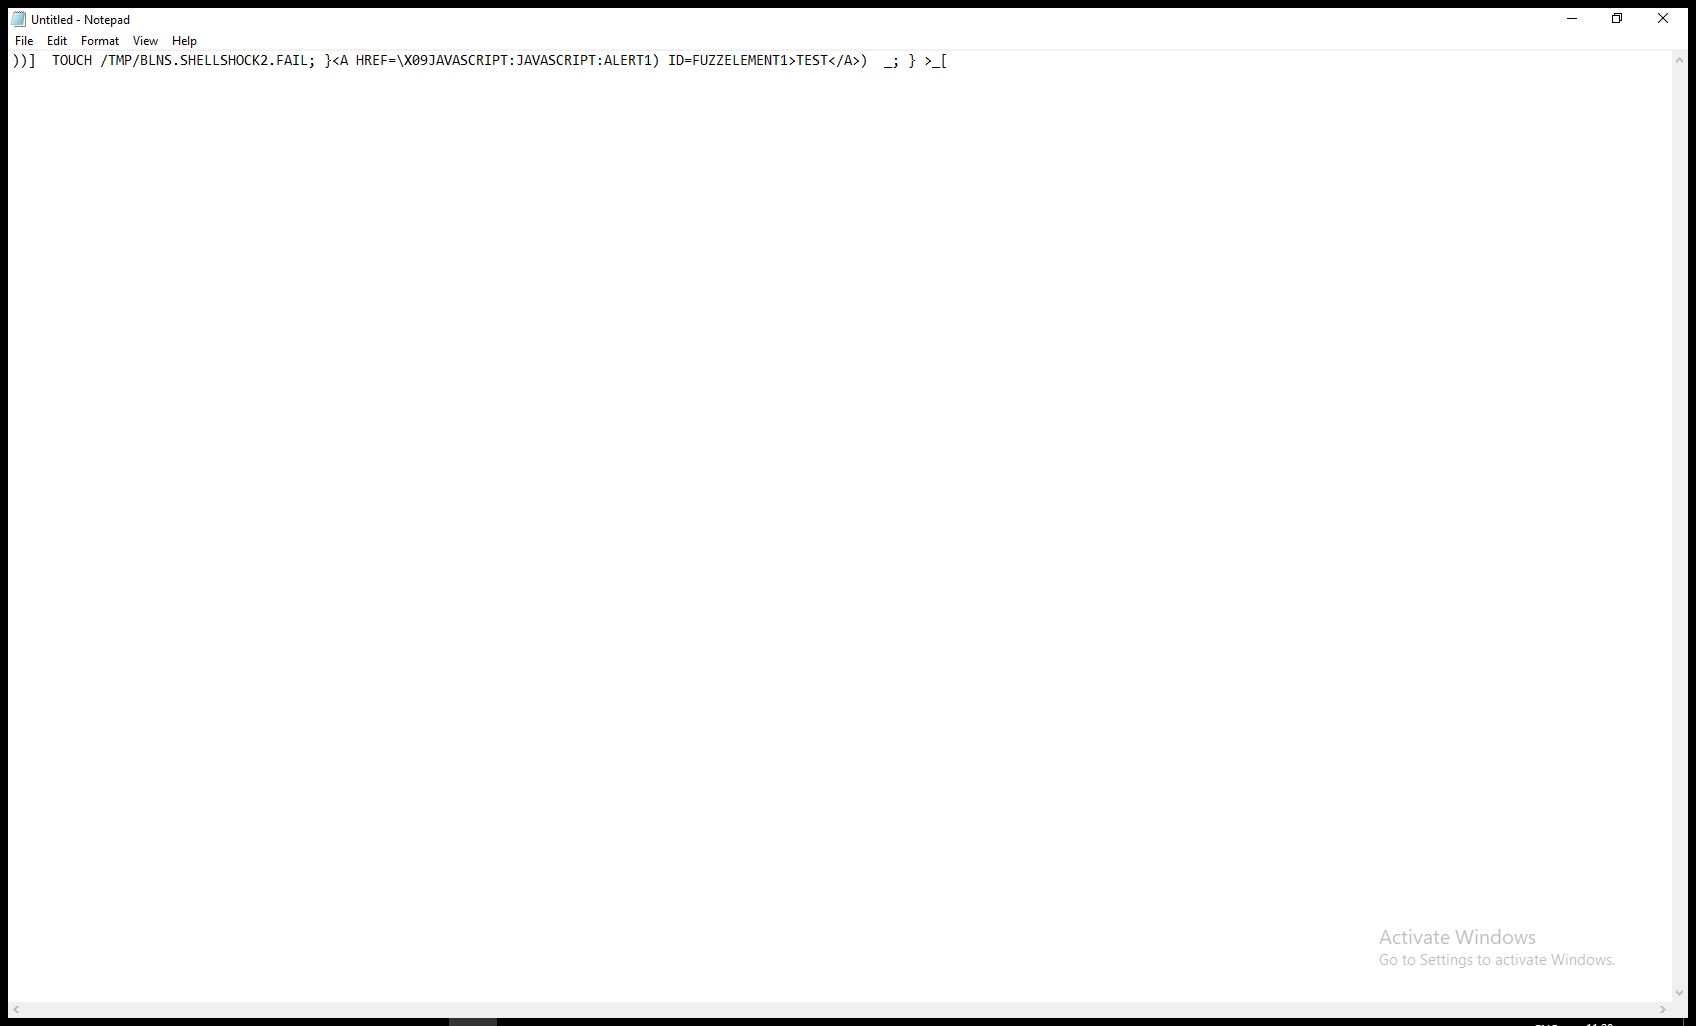 Untitled - Notepad
File Edit Format View Help
))]  TOUCH /TMP/BLNS.SHELLSHOCK2.FAIL; }<A HREF=\X09JAVASCRIPT:JAVASCRIPT:ALERT1) ID=FUZZELEMENT1>TEST</A>)  _; } >_[
Activate Windows
Go to Settings to activate Windows.